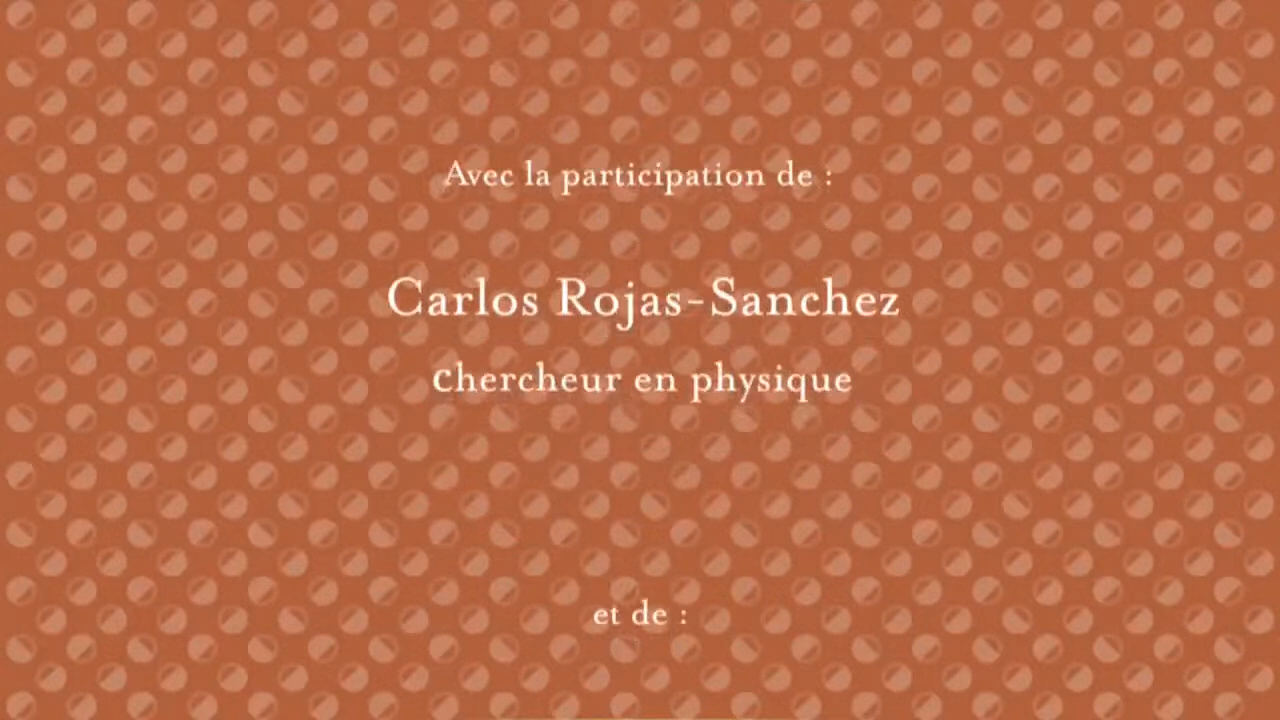 Avec la participation de :
Carlos Rojas-Sanchez
chercheur en physique
et de :